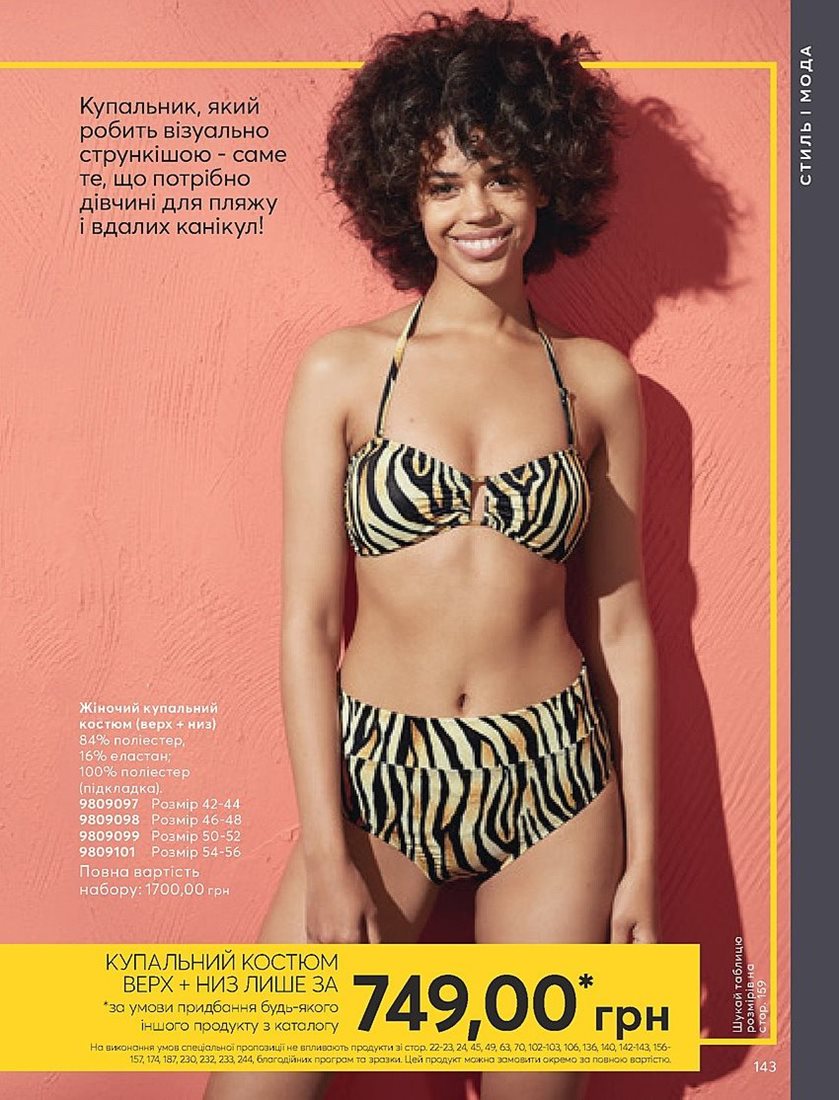 СТИЛЬ І МОДА
Купальник, який
робить візуально
стрункішою - саме
те, що потрібно
дівчині для пляжу
і вдалих канікул!
Жіночий купальний
костюм (верх + низ)
84% поліестер,
16% еластан;
100% поліестер
(підкладка).
9809097 Розмір 42-44
9809098 Розмір 46-48
9809099 Розмір 50-52
9809101 Розмір 54-56
Повна вартість
набору: 1700,00 грн
КУПАЛЬНИЙ КОСТЮМ
ВЕРХ + НИЗ ЛИШЕ ЗА
*за умови придбання будь-якого
іншого продукту з каталогу
749,00* грн
На виконання умов спеціальної пропозиції не впливають продукти зі стор. 22-23, 24, 45, 49, 63, 70, 102-103, 106, 136, 140, 142-143, 156-
157, 174, 187, 230, 232, 233, 244, благодійних програм та зразки. Цей продукт можна замовити окремо за повною вартістю.
Шукай таблицю
розмірів на
стор. 159
143